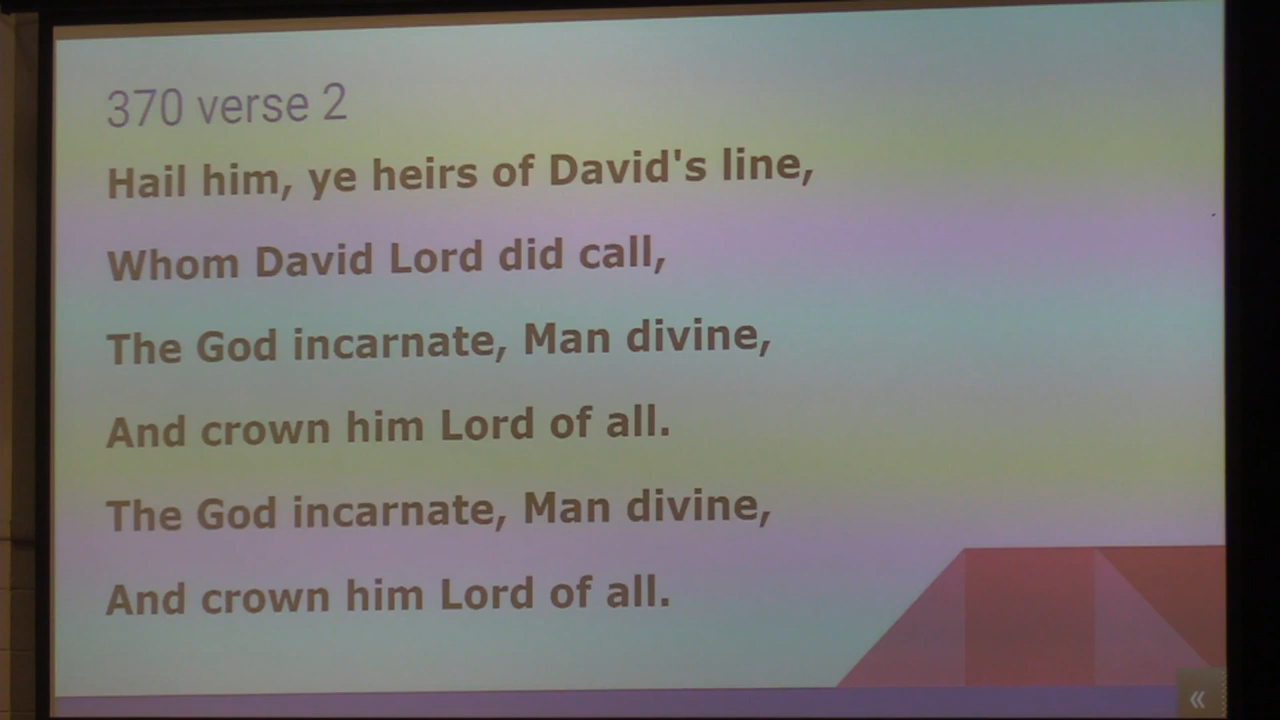 370 verse 2
Hail him, ye heirs of David's line,
Whom David Lord did call,
The God incarnate, Man divine,
And crown him Lord of all.
The God incarnate, Man divine,
And crown him Lord of all.
«